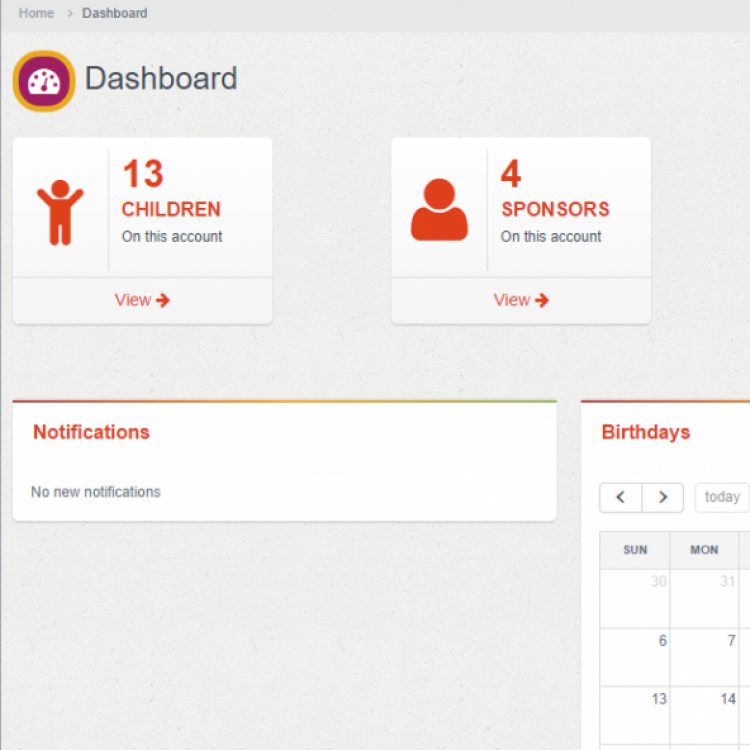 Home > Dashboard
Dashboard
13
CHILDREN
On this account
View
4
SPONSORS
On this account
View
Notifications
No new notifications
Birthdays
today
SUN MON
30 31
6 7
13 14